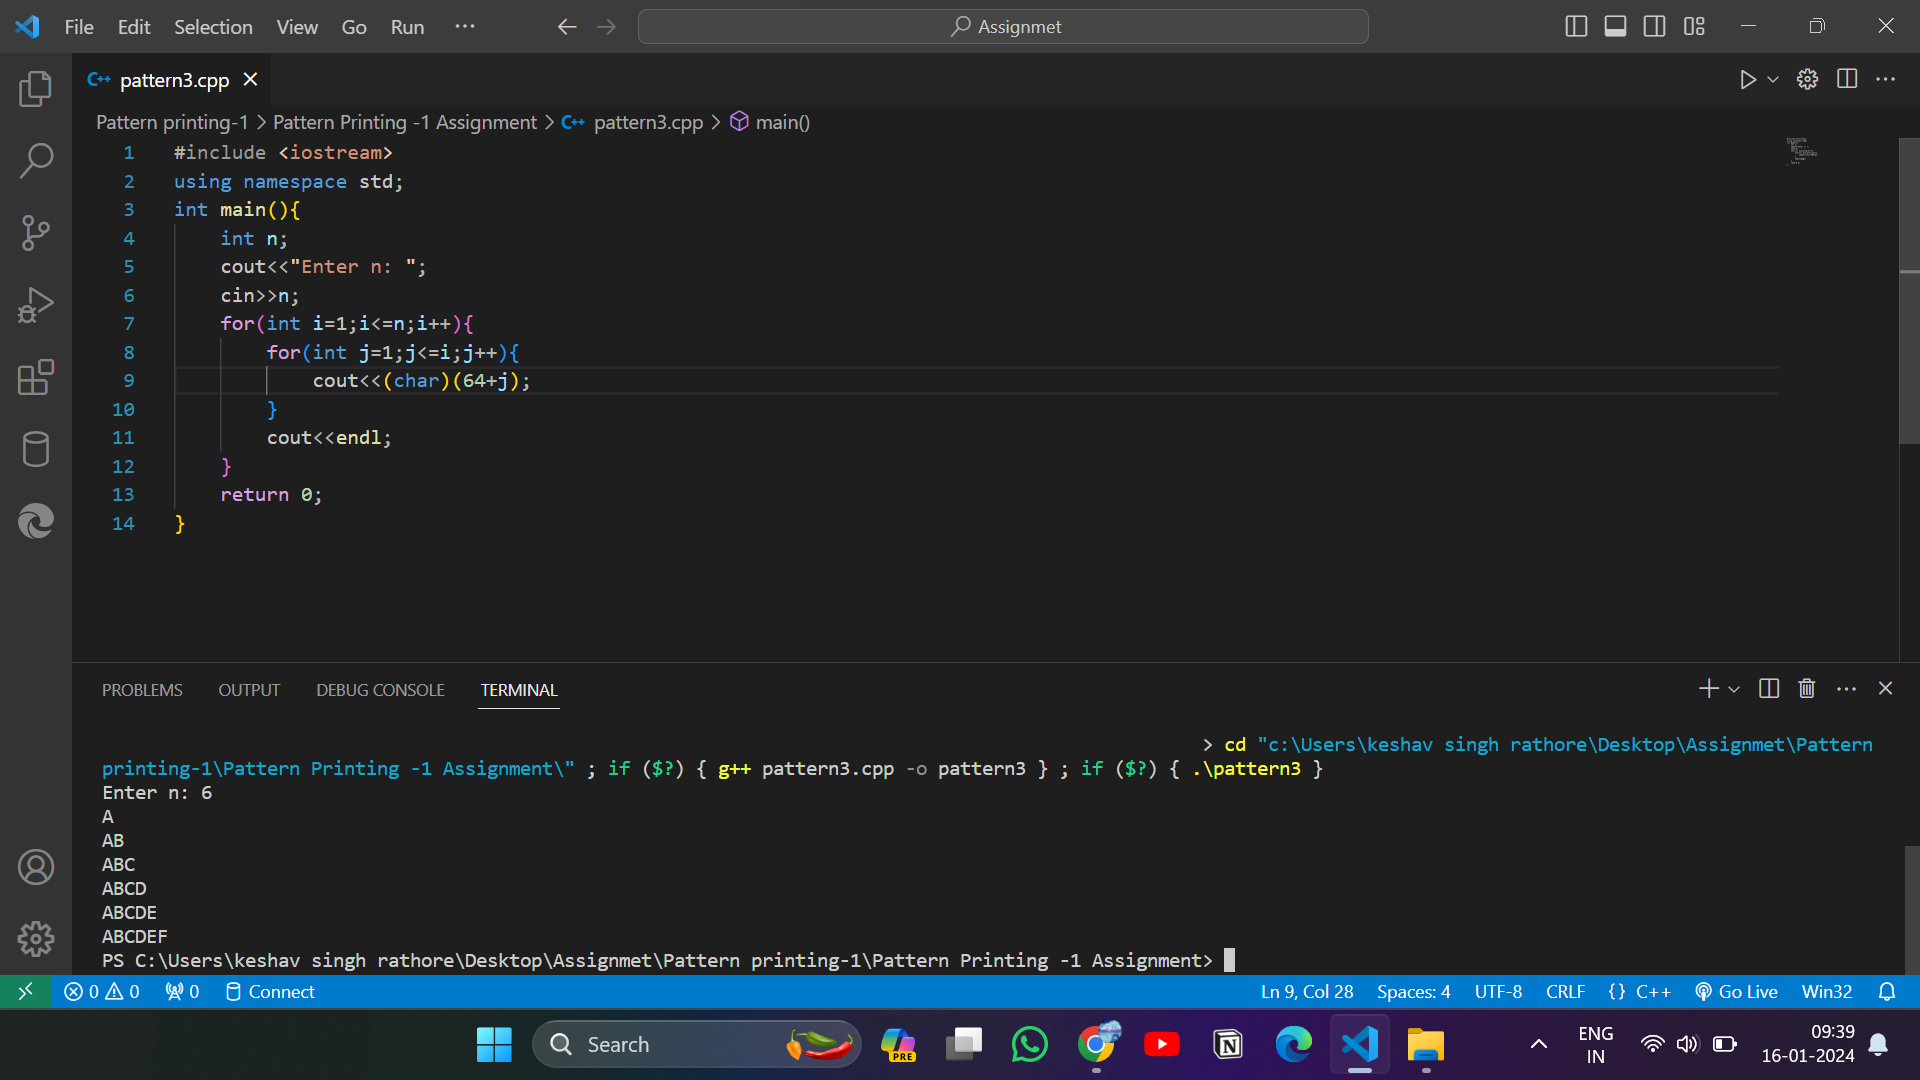 File Edit Selection View Go Run ··· Assignmet
C++ pattern3.cpp
Pattern printing-1 > Pattern Printing -1 Assignment > C++ pattern3.cpp > main()
1 #include <iostream>
2 using namespace std;
3 int main(){
4 int n;
5 cout<<"Enter n: ";
6 cin>>n;
7 for(int i=1;i<=n;i++){
8 for(int j=1;j<=i;j++){
9 cout<<(char)(64+j);
10 }
11 cout<<endl;
12 }
13 return 0;
14 }
PROBLEMS OUTPUT DEBUG CONSOLE TERMINAL
> cd "c:\Users\keshav singh rathore\Desktop\Assignmet\Pattern
printing-1\Pattern Printing -1 Assignment\" ; if ($?) { g++ pattern3.cpp -o pattern3 } ; if ($?) { .\pattern3 }
Enter n: 6
A
AB
ABC
ABCD
ABCDE
ABCDEF
PS C:\Users\keshav singh rathore\Desktop\Assignmet\Pattern printing-1\Pattern Printing -1 Assignment>
0 0 0 Connect Ln 9, Col 28 Spaces: 4 UTF-8 CRLF {} C++ Go Live Win32
Search PRE ENG 09:39
IN 16-01-2024